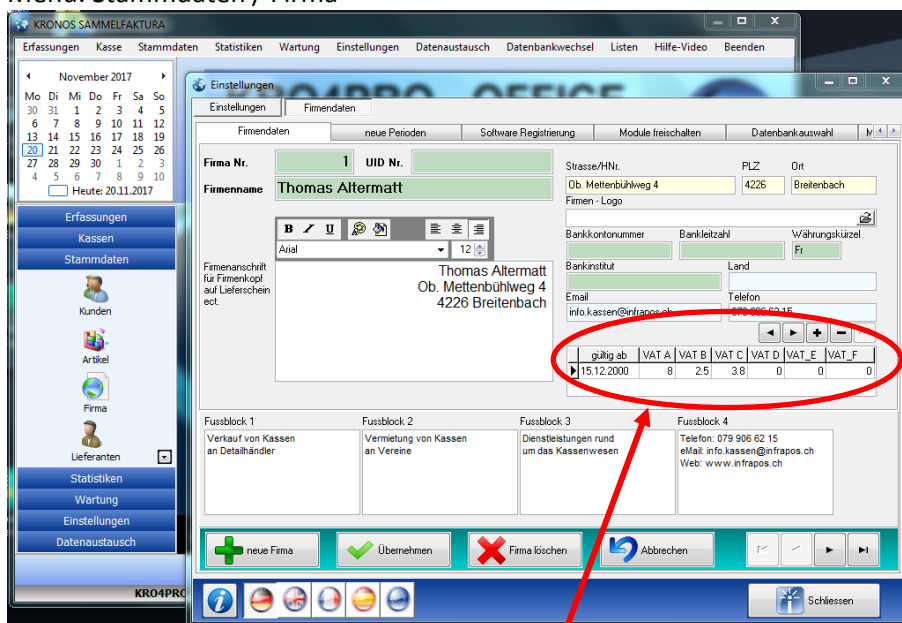 Menü: Stammdaten / Firma
KRONOS SAMMELFAKTURA
Erfassungen Kasse Stammdaten Statistiken Wartung Einstellungen Datenaustausch Datenbankwechsel Listen Hilfe-Video Beenden
November 2017
Mo Di Mi Do Fr Sa So
30 31 1 2 3 4 5
6 7 8 9 10 11 12
13 14 15 16 17 18 19
20 21 22 23 24 25 26
27 28 29 30 1 2 3
4 5 6 7 8 9 10
Heute: 20.11.2017
Erfassungen
Kassen
Stammdaten
Kunden
Artikel
Firma
Lieferanten
Statistiken
Wartung
Einstellungen
Datenaustausch
Einstellungen
Einstellungen Firmendaten
Firmendaten neue Perioden Software Registrierung Module freischalten Datenbankauswahl
Firma Nr. 1 UID Nr.
Firmenname Thomas Altermatt
Strasse/HNr. PLZ Ort
Ob. Mettenbühlweg 4 4226 Breitenbach
Firmen - Logo
Bankkontonummer Bankleitzahl Währungskürzel
Fr
Bankinstitut Land
Email Telefon
info.kassen@infrapos.ch 079 906 62 15
B I U
Arial 12
Firmenanschrift
für Firmenkopf
auf Lieferschein
ect.
Thomas Altermatt
Ob. Mettenbühlweg 4
4226 Breitenbach
gültig ab VAT A VAT B VAT C VAT D VAT_E VAT_F
15.12.2000 8 2.5 3.8 0 0 0
Fussblock 1
Verkauf von Kassen
an Detailhändler
Fussblock 2
Vermietung von Kassen
an Vereine
Fussblock 3
Dienstleistungen rund
um das Kassenwesen
Fussblock 4
Telefon: 079 906 62 15
eMail: info.kassen@infrapos.ch
Web: www.infrapos.ch
neue Firma Übernehmen Firma löschen Abbrechen
Schliessen